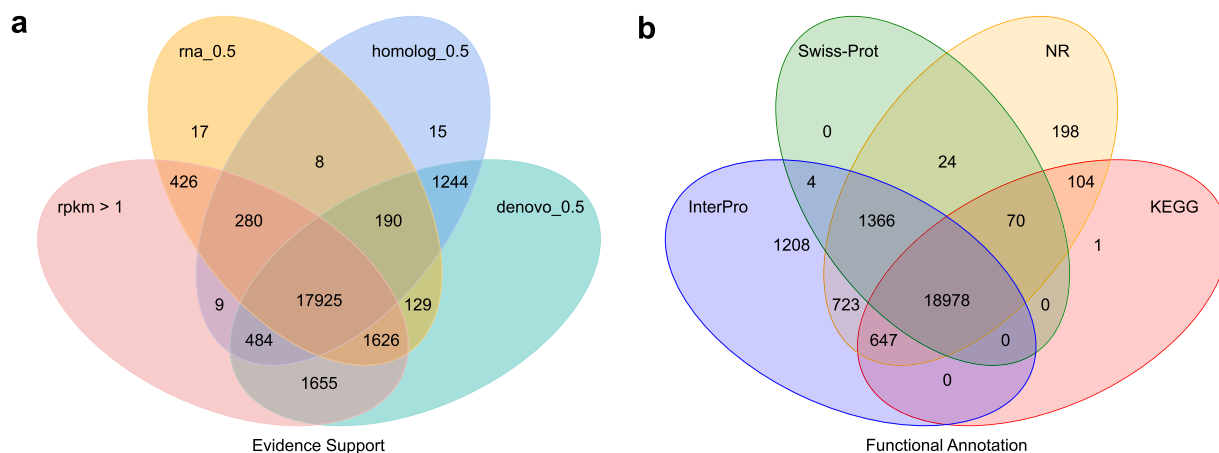 a
rna_0.5
homolog_0.5
17
15
8
426
1244
rpkm > 1
denovo_0.5
280
190
9
17925
129
484
1626
1655
Evidence Support
b
Swiss-Prot
NR
0
198
24
4
104
InterPro
KEGG
1366
70
1208
1
723
18978
0
647
0
0
Functional Annotation